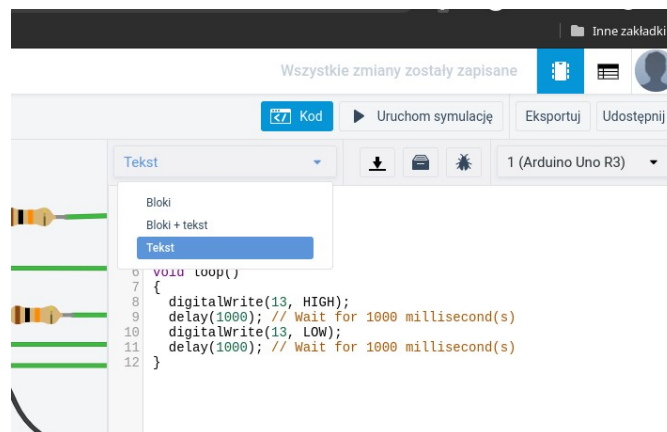 Inne zakładki
Wszystkie zmiany zostały zapisane
Kod
Uruchom symulację
Eksportuj
Udostępnij
Tekst
1 (Arduino Uno R3)
Bloki
Bloki + tekst
Tekst
6 void loop()
7 {
8 digitalWrite(13, HIGH);
9 delay(1000); // Wait for 1000 millisecond(s)
10 digitalWrite(13, LOW);
11 delay(1000); // Wait for 1000 millisecond(s)
12 }